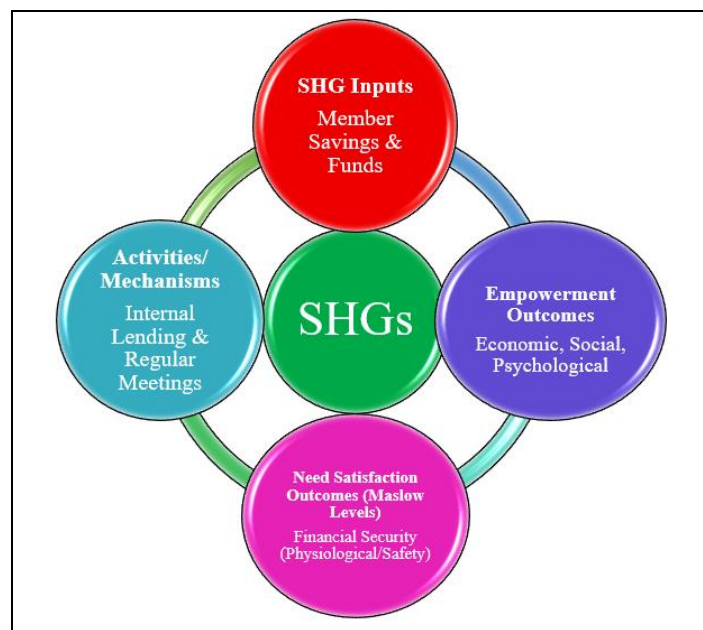 SHG Inputs
Member
Savings &
Funds
Activities/
Mechanisms
Internal
Lending &
Regular
Meetings
SHGs
Empowerment
Outcomes
Economic, Social,
Psychological
Need Satisfaction
Outcomes (Maslow
Levels)
Financial Security
(Physiological/Safety)